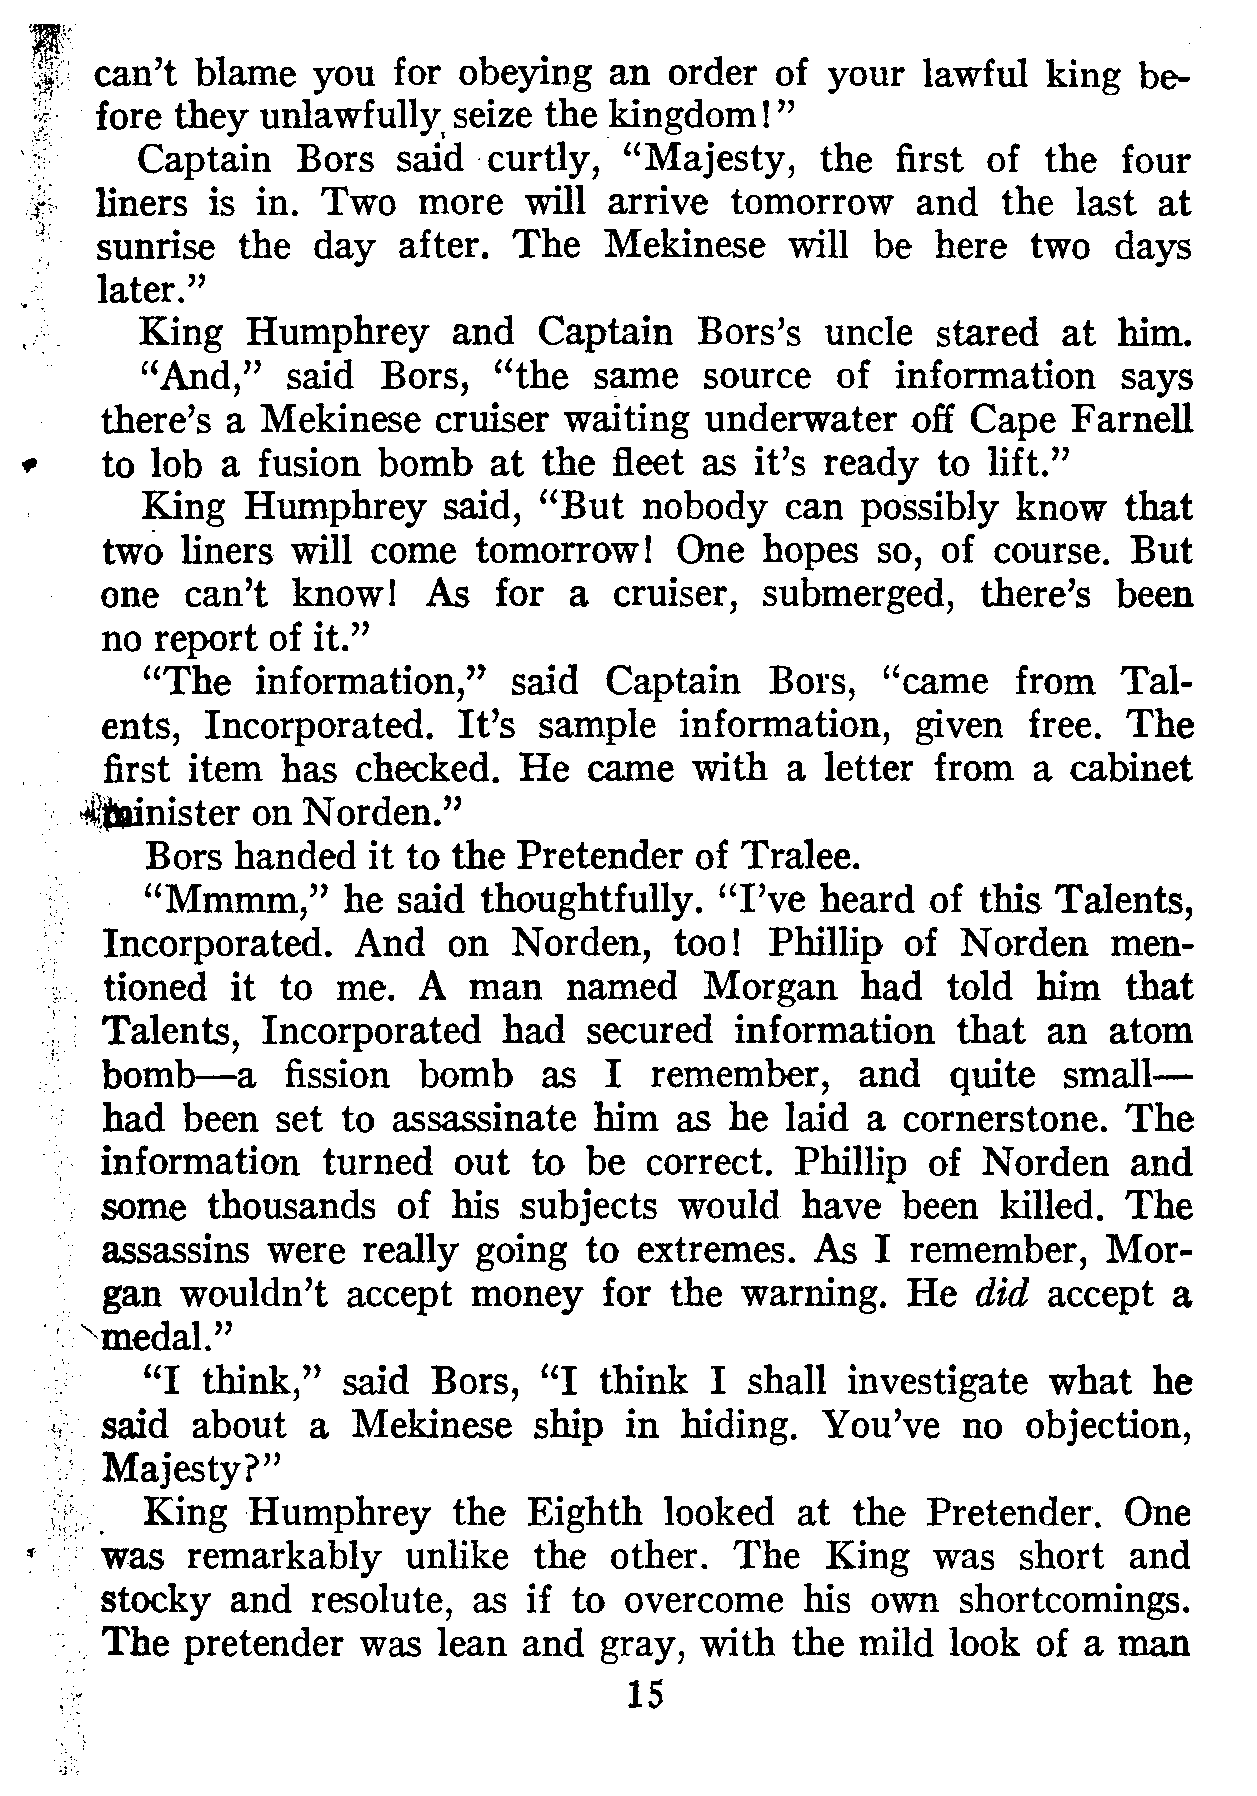 can't blame you for obeying an order of your lawful king be-
fore they unlawfully seize the kingdom!"
Captain Bors said curtly, "Majesty, the first of the four
liners is in. Two more will arrive tomorrow and the last at
sunrise the day after. The Mekinese will be here two days
later."
King Humphrey and Captain Bors's uncle stared at him.
"And," said Bors, "the same source of information says
there's a Mekinese cruiser waiting underwater off Cape Farnell
to lob a fusion bomb at the fleet as it's ready to lift."
King Humphrey said, "But nobody can possibly know that
two liners will come tomorrow! One hopes so, of course. But
one can't know! As for a cruiser, submerged, there's been
no report of it."
"The information," said Captain Bors, "came from Tal-
ents, Incorporated. It's sample information, given free. The
first item has checked. He came with a letter from a cabinet
minister on Norden."
Bors handed it to the Pretender of Tralee.
"Mmmm," he said thoughtfully. "I've heard of this Talents,
Incorporated. And on Norden, too! Phillip of Norden men-
tioned it to me. A man named Morgan had told him that
Talents, Incorporated had secured information that an atom
bomb—a fission bomb as I remember, and quite small—
had been set to assassinate him as he laid a cornerstone. The
information turned out to be correct. Phillip of Norden and
some thousands of his subjects would have been killed. The
assassins were really going to extremes. As I remember, Mor-
gan wouldn't accept money for the warning. He did accept a
medal."
"I think," said Bors, "I think I shall investigate what he
said about a Mekinese ship in hiding. You've no objection,
Majesty?"
King Humphrey the Eighth looked at the Pretender. One
was remarkably unlike the other. The King was short and
stocky and resolute, as if to overcome his own shortcomings.
The pretender was lean and gray, with the mild look of a man
15